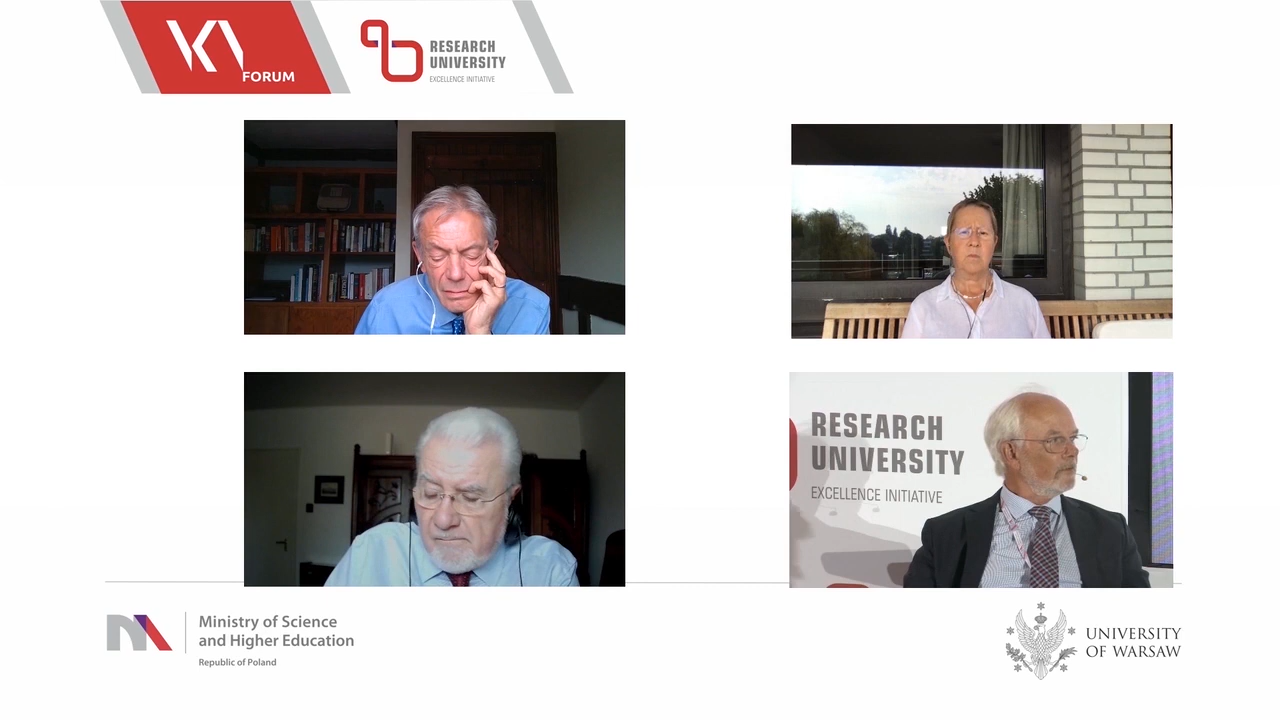 FORUM
RESEARCH
UNIVERSITY
EXCELLENCE INITIATIVE
RESEARCH
UNIVERSITY
EXCELLENCE INITIATIVE
Ministry of Science
and Higher Education
Republic of Poland
UNIVERSITY
OF WARSAW